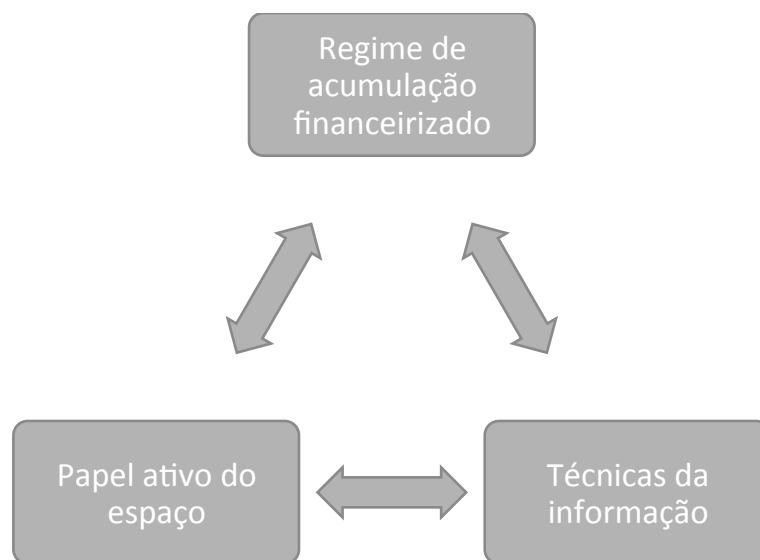 Regime de
acumulação
financeirizado
Papel ativo do
espaço
Técnicas da
informação